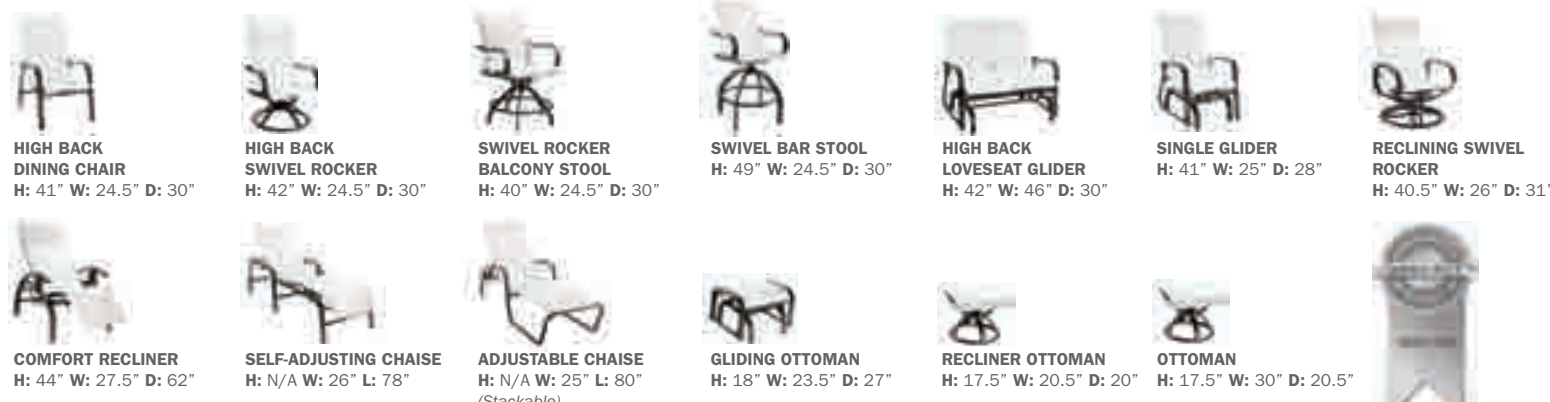 HIGH BACK
DINING CHAIR
H: 41” W: 24.5” D: 30”
HIGH BACK
SWIVEL ROCKER
H: 42” W: 24.5” D: 30”
SWIVEL ROCKER
BALCONY STOOL
H: 40” W: 24.5” D: 30”
SWIVEL BAR STOOL
H: 49” W: 24.5” D: 30”
HIGH BACK
LOVESEAT GLIDER
H: 42” W: 46” D: 30”
SINGLE GLIDER
H: 41” W: 25” D: 28”
RECLINING SWIVEL
ROCKER
H: 40.5” W: 26” D: 31”
COMFORT RECLINER
H: 44” W: 27.5” D: 62”
SELF-ADJUSTING CHAISE
H: N/A W: 26” L: 78”
ADJUSTABLE CHAISE
H: N/A W: 25” L: 80”
(Stackable)
GLIDING OTTOMAN
H: 18” W: 23.5” D: 27”
RECLINER OTTOMAN
H: 17.5” W: 20.5” D: 20”
OTTOMAN
H: 17.5” W: 30” D: 20.5”